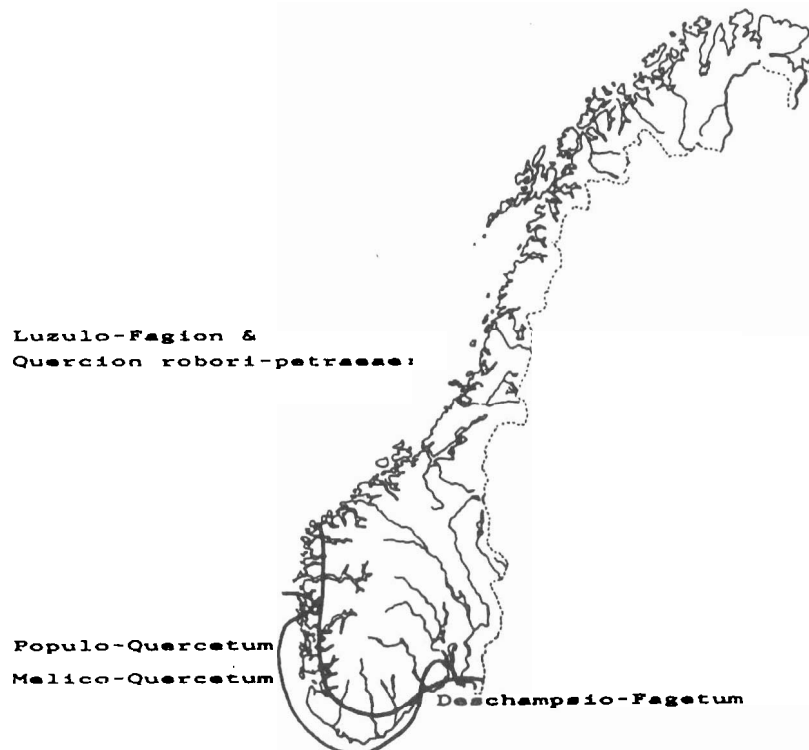 Luzulo-Fagion &
Quercion robori-petraeae:
Populo-Quercetum
Melico-Quercetum
Deschampsio-Fagetum